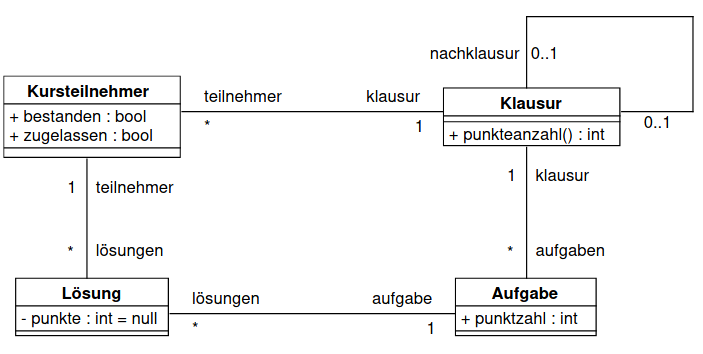 nachklausur 0..1
Kursteilnehmer
+ bestanden : bool
+ zugelassen : bool
teilnehmer
*
klausur
1
Klausur
+ punkteanzahl() : int
0..1
1 teilnehmer
* lösungen
1 klausur
* aufgaben
Lösung
- punkte : int = null
lösungen
*
aufgabe
1
Aufgabe
+ punktzahl : int